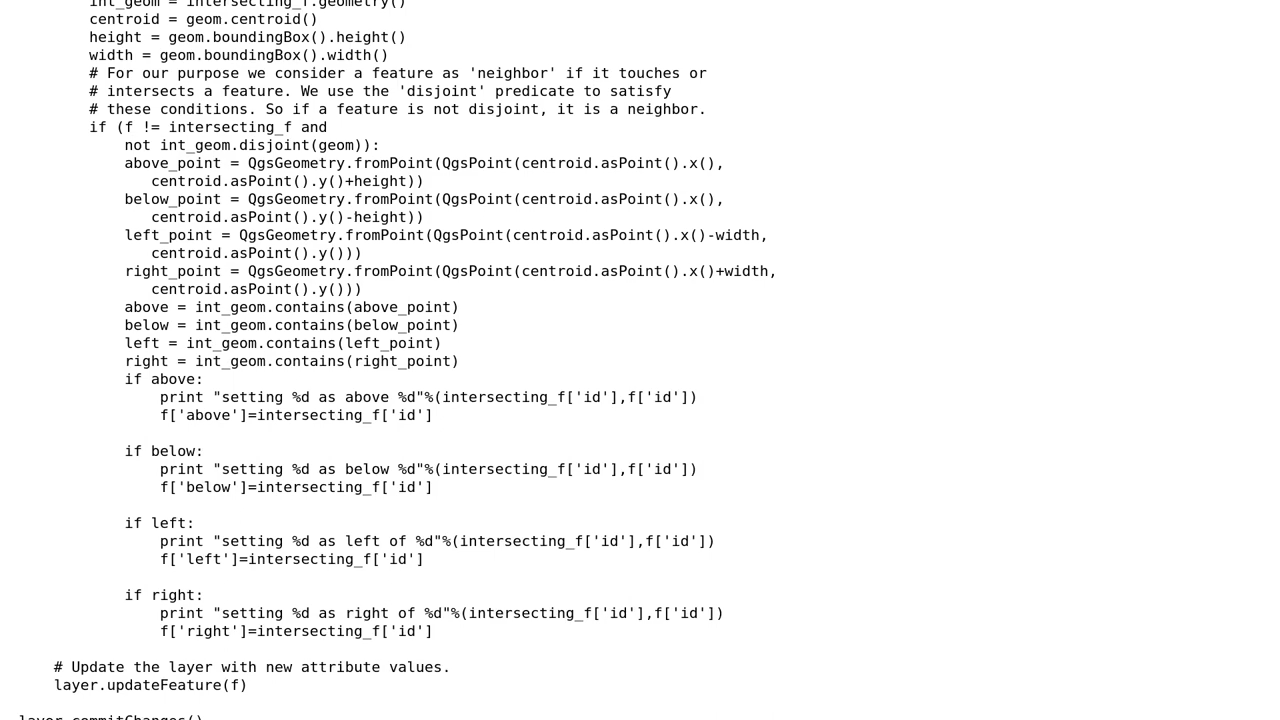 int_geom = intersecting_f.geometry()
centroid = geom.centroid()
height = geom.boundingBox().height()
width = geom.boundingBox().width()
# For our purpose we consider a feature as 'neighbor' if it touches or
# intersects a feature. We use the 'disjoint' predicate to satisfy
# these conditions. So if a feature is not disjoint, it is a neighbor.
if (f != intersecting_f and
not int_geom.disjoint(geom)):
above_point = QgsGeometry.fromPoint(QgsPoint(centroid.asPoint().x(),
centroid.asPoint().y()+height))
below_point = QgsGeometry.fromPoint(QgsPoint(centroid.asPoint().x(),
centroid.asPoint().y()-height))
left_point = QgsGeometry.fromPoint(QgsPoint(centroid.asPoint().x()-width,
centroid.asPoint().y()))
right_point = QgsGeometry.fromPoint(QgsPoint(centroid.asPoint().x()+width,
centroid.asPoint().y()))
above = int_geom.contains(above_point)
below = int_geom.contains(below_point)
left = int_geom.contains(left_point)
right = int_geom.contains(right_point)
if above:
print "setting %d as above %d"%(intersecting_f['id'],f['id'])
f['above']=intersecting_f['id']
if below:
print "setting %d as below %d"%(intersecting_f['id'],f['id'])
f['below']=intersecting_f['id']
if left:
print "setting %d as left of %d"%(intersecting_f['id'],f['id'])
f['left']=intersecting_f['id']
if right:
print "setting %d as right of %d"%(intersecting_f['id'],f['id'])
f['right']=intersecting_f['id']
# Update the layer with new attribute values.
layer.updateFeature(f)
layer.commitChanges()